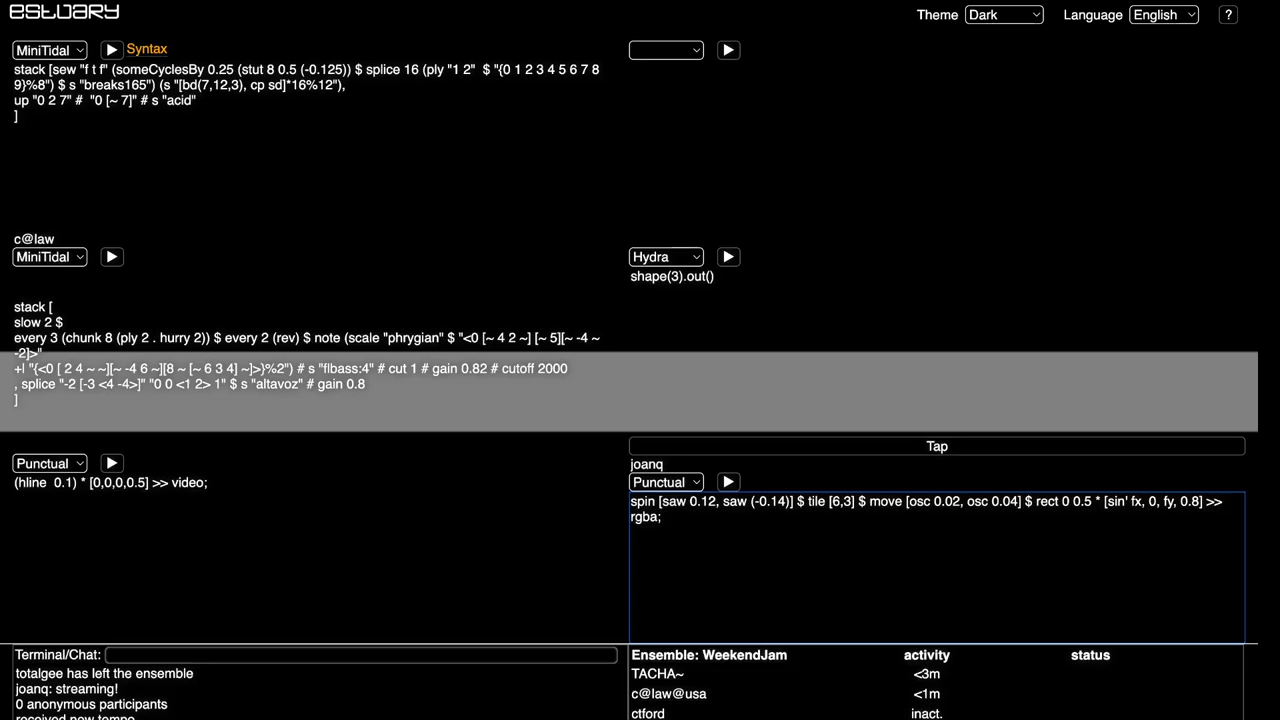 estuary
Theme Dark Language English ?
MiniTidal Syntax
stack [sew "f t f" (someCyclesBy 0.25 (stut 8 0.5 (-0.125)) $ splice 16 (ply "1 2"  $ "{0 1 2 3 4 5 6 7 8
9}%8") $ s "breaks165") (s "[bd(7,12,3), cp sd]*16%12"),
up "0 2 7" #  "0 [~ 7]" # s "acid"
]
c@law
MiniTidal
stack [
slow 2 $
every 3 (chunk 8 (ply 2 . hurry 2)) $ every 2 (rev) $ note (scale "phrygian" $ "<0 [~ 4 2 ~] [~ 5][~ -4 ~
-2]>"
+| "{<0 [ 2 4 ~ ~][~ -4 6 ~][8 ~ [~ 6 3 4] ~]>}%2") # s "flbass:4" # cut 1 # gain 0.82 # cutoff 2000
, splice "-2 [-3 <4 -4>]" "0 0 <1 2> 1" $ s "altavoz" # gain 0.8
]
Hydra
shape(3).out()
Punctual
(hline  0.1) * [0,0,0,0.5] >> video;
Tap
joanq
Punctual
spin [saw 0.12, saw (-0.14)] $ tile [6,3] $ move [osc 0.02, osc 0.04] $ rect 0 0.5 * [sin' fx, 0, fy, 0.8] >>
rgba;
Terminal/Chat:
totalgee has left the ensemble
joanq: streaming!
0 anonymous participants
received new tempo
Ensemble: WeekendJam activity status
TACHA~ <3m
c@law@usa <1m
ctford inact.